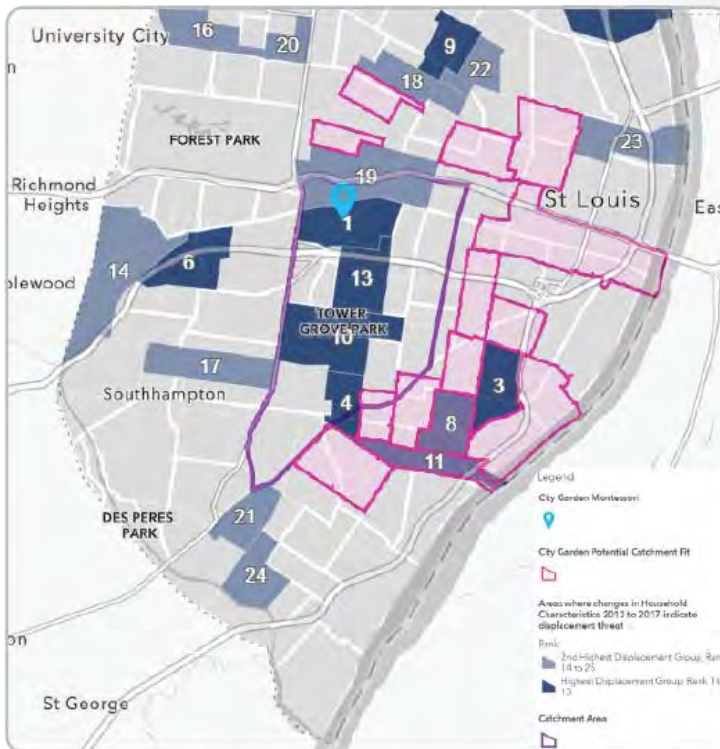 University City
16
20
9
18
22
23
FOREST PARK
Richmond
Heights
19
St Louis
1
14
6
13
TOWER
GROVE PARK
10
17
Southhampton
4
3
8
11
DES PERES
PARK
21
24
St George
on
n
Legend
City Garden Montessori
City Garden Potential Catchment Fit
Areas where changes in Household
Characteristics 2012 to 2017 indicate
displacement threat
Rank
2nd Highest Displacement Group, Rank
14 to 25
Highest Displacement Group Rank 1 to
13
Catchment Area